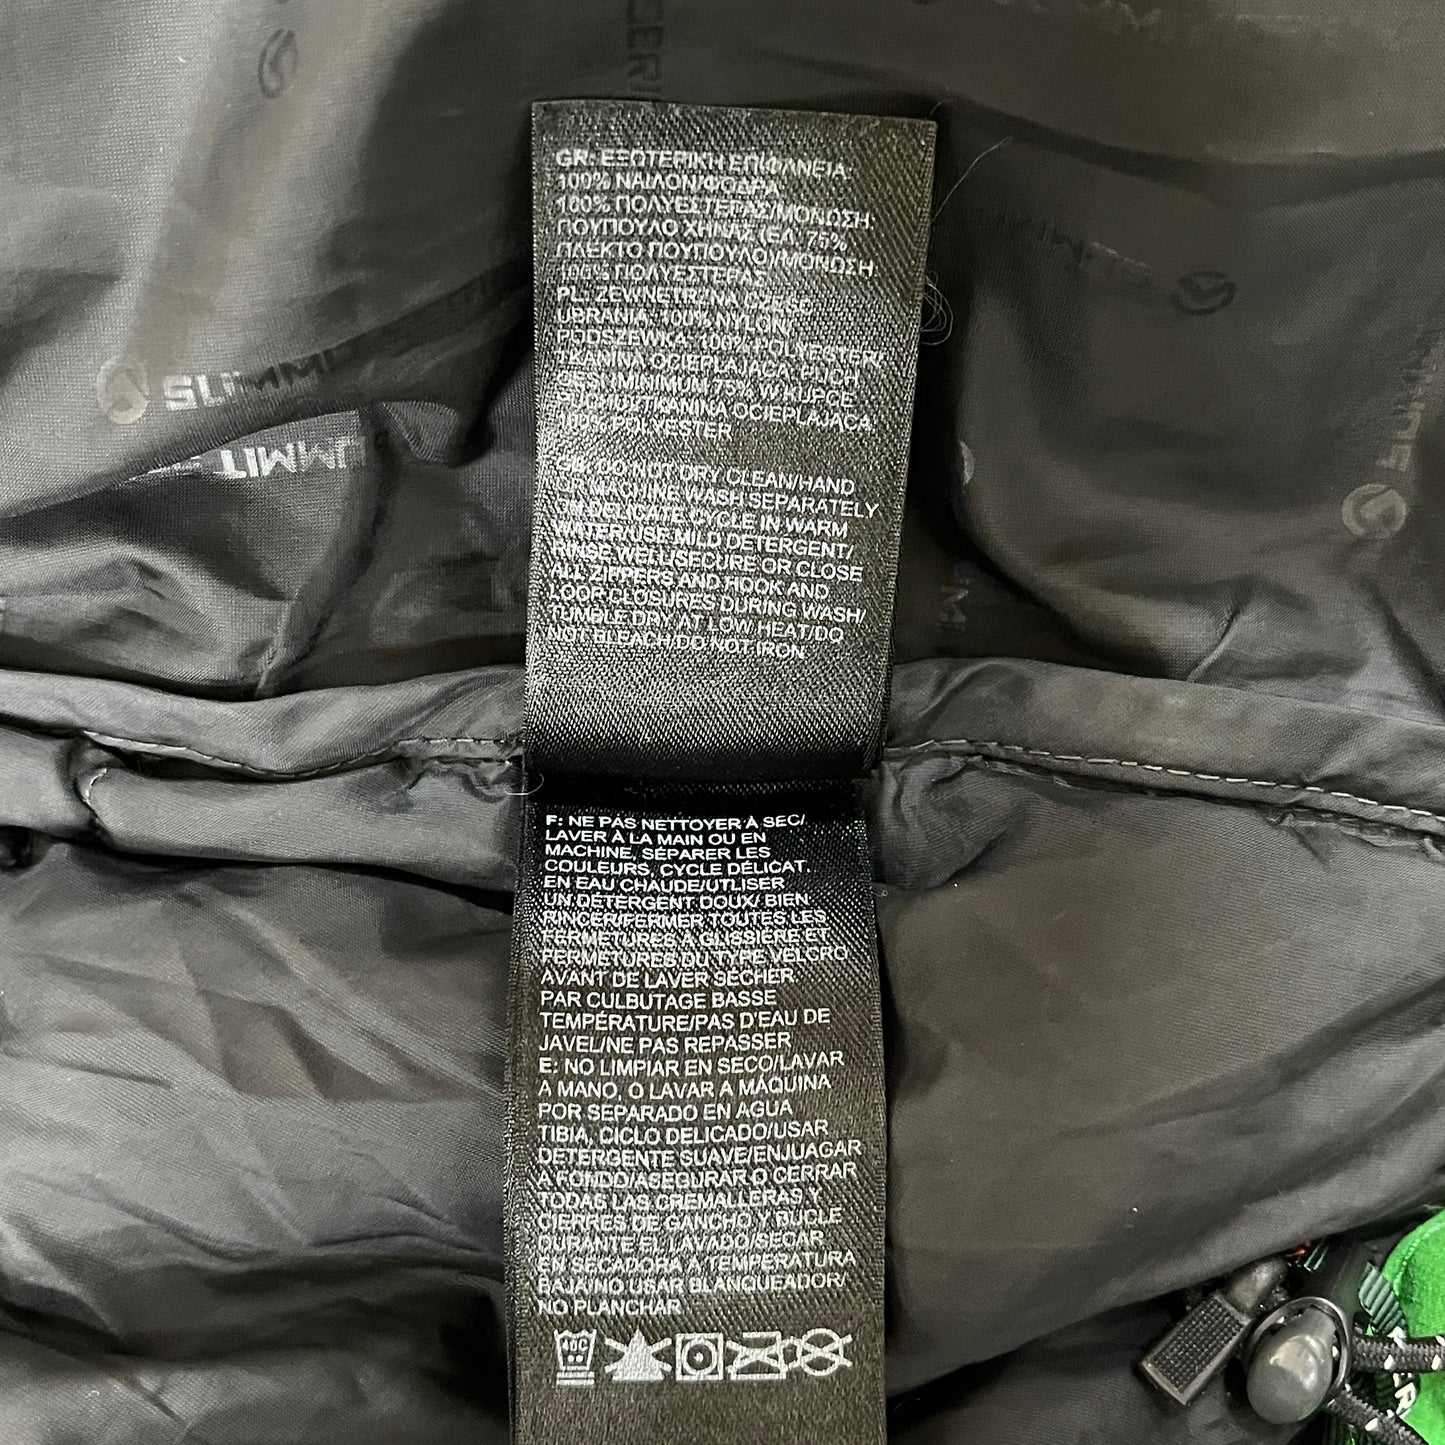 SERI
SUMMI
SUMMIT
GR: ΕΞΩΤΕΡΙΚΗ ΕΠΙΦΑΝΕΙΑ:
100% ΝΑΙΛΟΝ/ΦΟΔΡΑ:
100% ΠΟΛΥΕΣΤΕΡΑΣ/ΜΟΝΩΣΗ:
ΠΟΥΠΟΥΛΟ ΧΗΝΑΣ (ΕΛ. 75%
ΠΛΕΚΤΟ ΠΟΥΠΟΥΛΟ)/ΜΟΝΩΣΗ:
100% ΠΟΛΥΕΣΤΕΡΑΣ
PL: ZEWNETRZNA CZESC
UBRANIA: 100% NYLON/
PODSZEWKA: 100% POLYESTER/
TKANINA OCIEPLAJACA: PUCH
GESI MINIMUM 75% W KUPCE
OCIEPLAJACA:
100% POLYESTER
GB: DO NOT DRY CLEAN/HAND
OR MACHINE WASH SEPARATELY
IN DELICATE CYCLE IN WARM
WATER/USE MILD DETERGENT/
RINSE WELL/SECURE OR CLOSE
ALL ZIPPERS AND HOOK AND
LOOP CLOSURES DURING WASH/
TUMBLE DRY AT LOW HEAT/DO
NOT BLEACH/DO NOT IRON
F: NE PAS NETTOYER À SEC/
LAVER À LA MAIN OU EN
MACHINE, SÉPARER LES
COULEURS, CYCLE DÉLICAT.
EN EAU CHAUDE/UTLISER
UN DÉTERGENT DOUX/ BIEN
RINCER/FERMER TOUTES LES
FERMETURES À GLISSIÈRE ET
FERMETURES DU TYPE VELCRO
AVANT DE LAVER SÉCHER
PAR CULBUTAGE BASSE
TEMPÉRATURE/PAS D'EAU DE
JAVEL/NE PAS REPASSER
E: NO LIMPIAR EN SECO/LAVAR
A MANO, O LAVAR A MÁQUINA
POR SEPARADO EN AGUA
TIBIA, CICLO DELICADO/USAR
DETERGENTE SUAVE/ENJUAGAR
A FONDO/ASEGURAR O CERRAR
TODAS LAS CREMALLERAS Y
CIERRES DE GANCHO Y BUCLE
DURANTE EL LAVADO/SECAR
EN SECADORA A TEMPERATURA
BAJA/NO USAR BLANQUEADOR/
NO PLANCHAR
40C